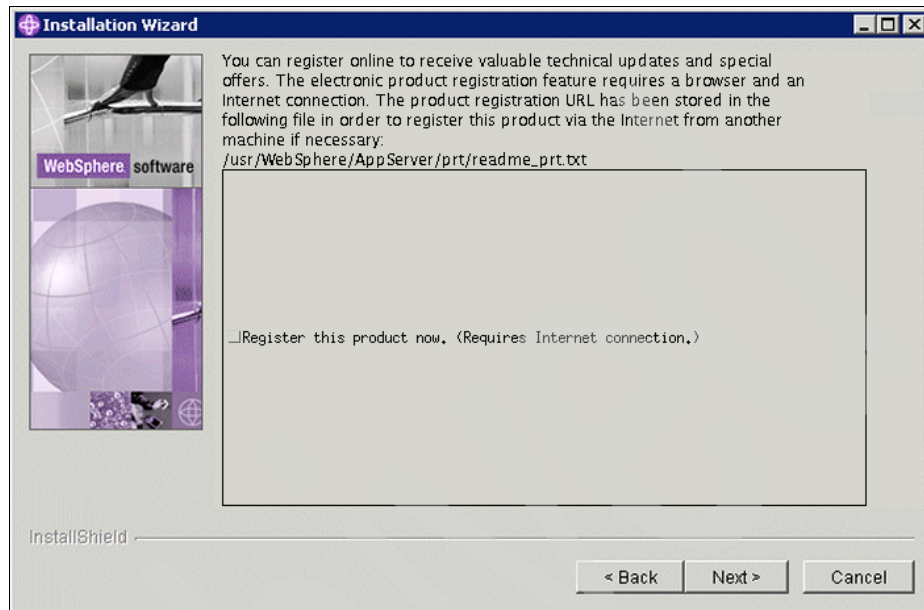 Installation Wizard
You can register online to receive valuable technical updates and special
offers. The electronic product registration feature requires a browser and an
Internet connection. The product registration URL has been stored in the
following file in order to register this product via the Internet from another
machine if necessary:
/usr/WebSphere/AppServer/prt/readme_prt.txt
WebSphere software
Register this product now. (Requires Internet connection.)
InstallShield
< Back
Next >
Cancel